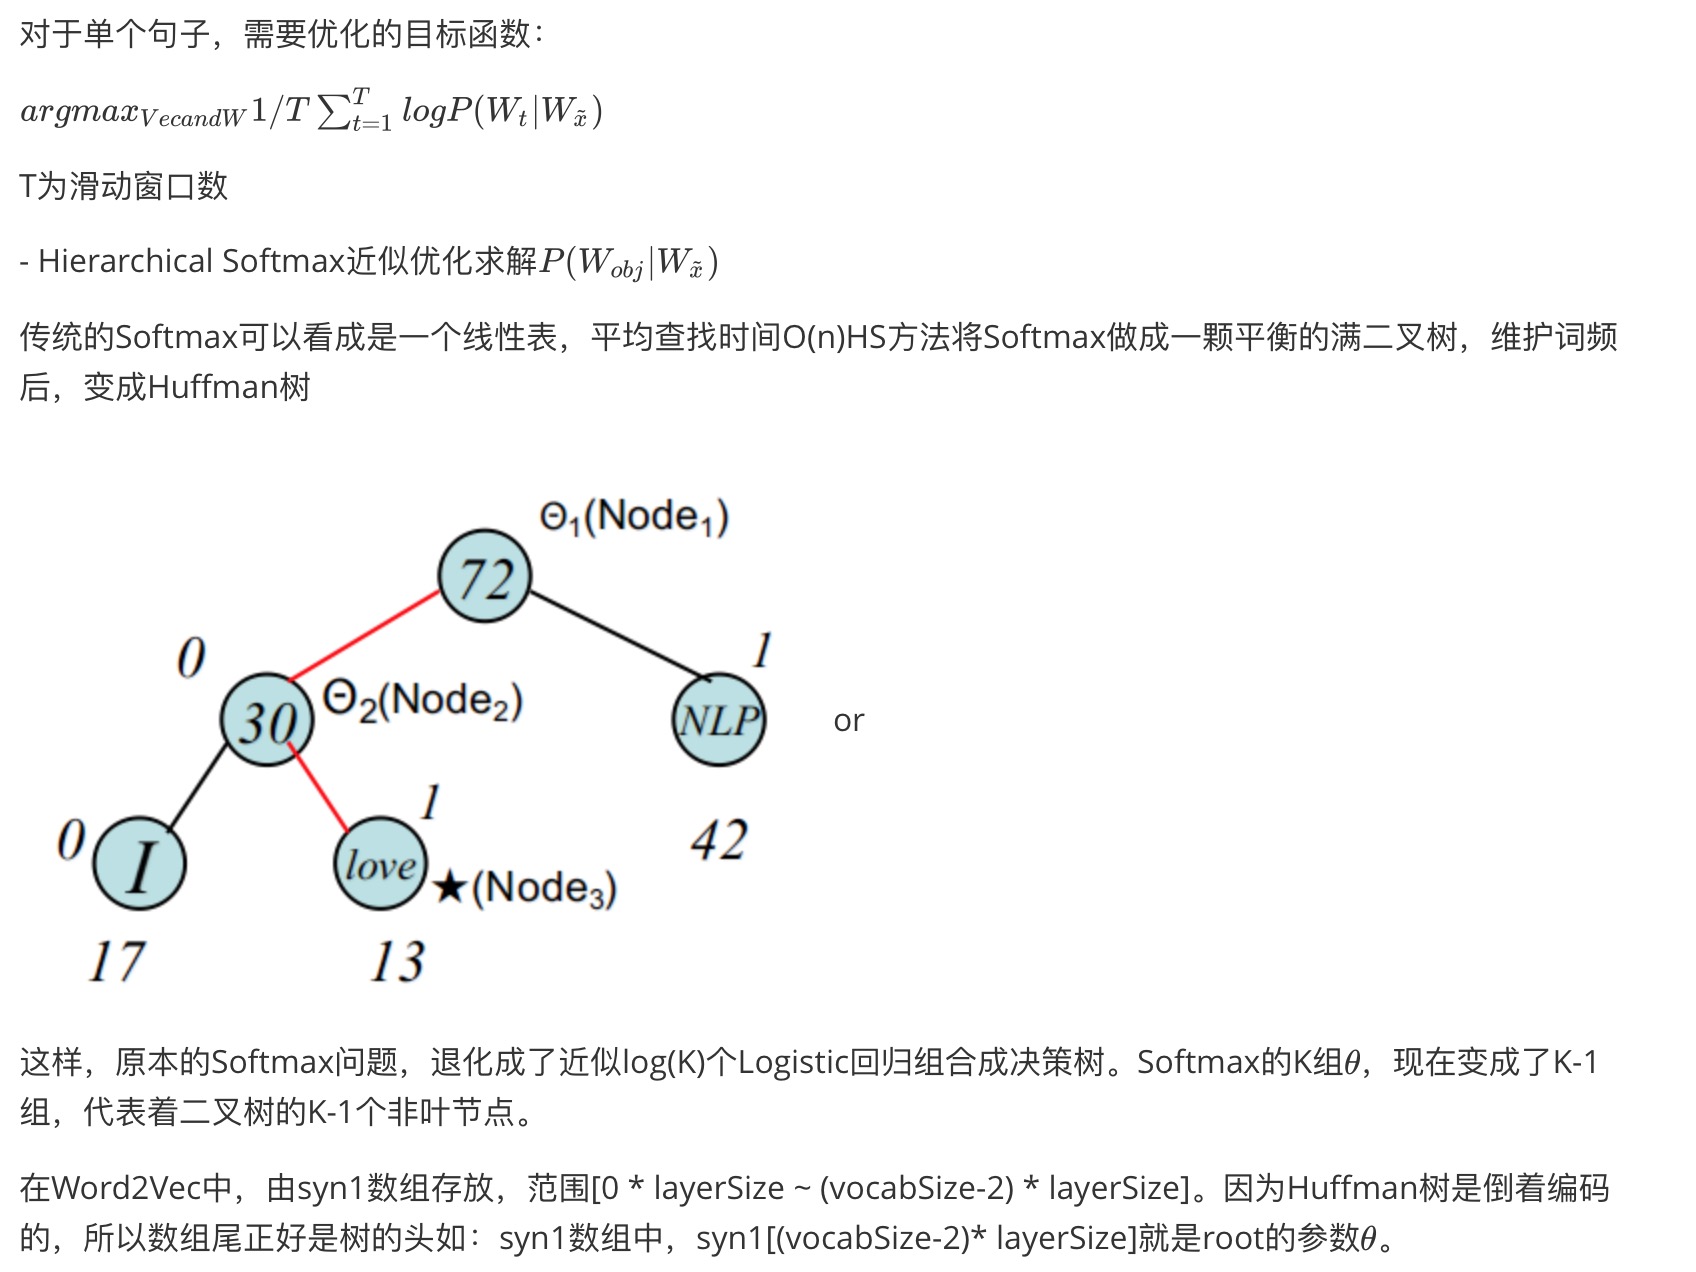 对于单个句子，需要优化的目标函数：
argmax_{VecandW}1/T∑_{t=1}^{T} logP(W_t|W_{x̃})
T为滑动窗口数
- Hierarchical Softmax近似优化求解P(W_{obj}|W_{x̃})
传统的Softmax可以看成是一个线性表，平均查找时间O(n)HS方法将Softmax做成一颗平衡的满二叉树，维护词频
后，变成Huffman树
Θ₁(Node₁)
72
0
1
30
Θ₂(Node₂)
NLP
or
0
I
1
love
★(Node₃)
42
17
13
这样，原本的Softmax问题，退化成了近似log(K)个Logistic回归组合成决策树。Softmax的K组θ，现在变成了K-1
组，代表着二叉树的K-1个非叶节点。
在Word2Vec中，由syn1数组存放，范围[0 * layerSize ~ (vocabSize-2) * layerSize]。因为Huffman树是倒着编码
的，所以数组尾正好是树的头如：syn1数组中，syn1[(vocabSize-2)* layerSize]就是root的参数θ。